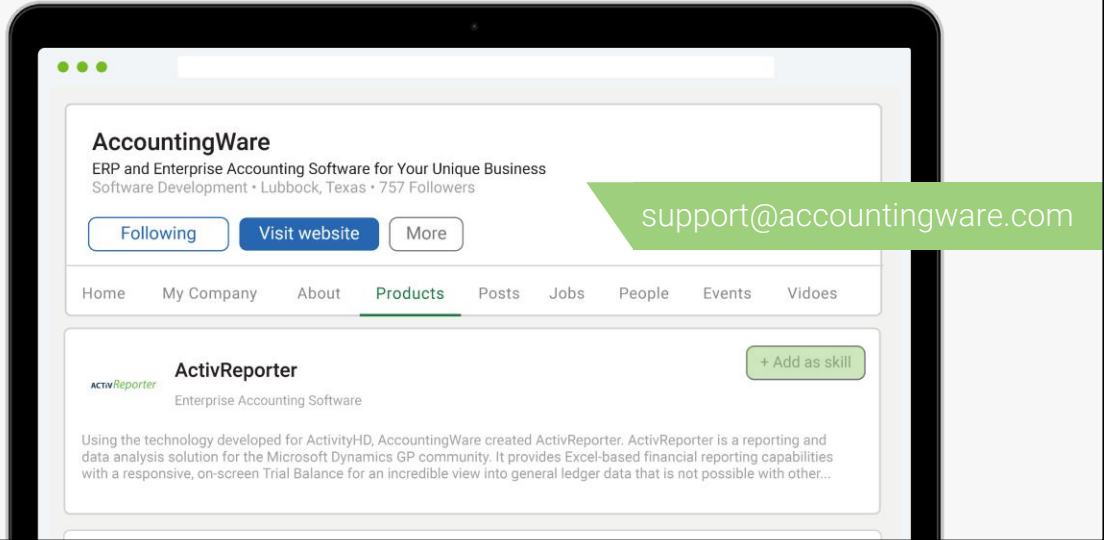 AccountingWare
ERP and Enterprise Accounting Software for Your Unique Business
Software Development • Lubbock, Texas • 757 Followers
support@accountingware.com
Following Visit website More
Home My Company About Products Posts Jobs People Events Vidoes
+ Add as skill
ActivReporter
ACTIVReporter
Enterprise Accounting Software
Using the technology developed for ActivityHD, AccountingWare created ActivReporter. ActivReporter is a reporting and
data analysis solution for the Microsoft Dynamics GP community. It provides Excel-based financial reporting capabilities
with a responsive, on-screen Trial Balance for an incredible view into general ledger data that is not possible with other...